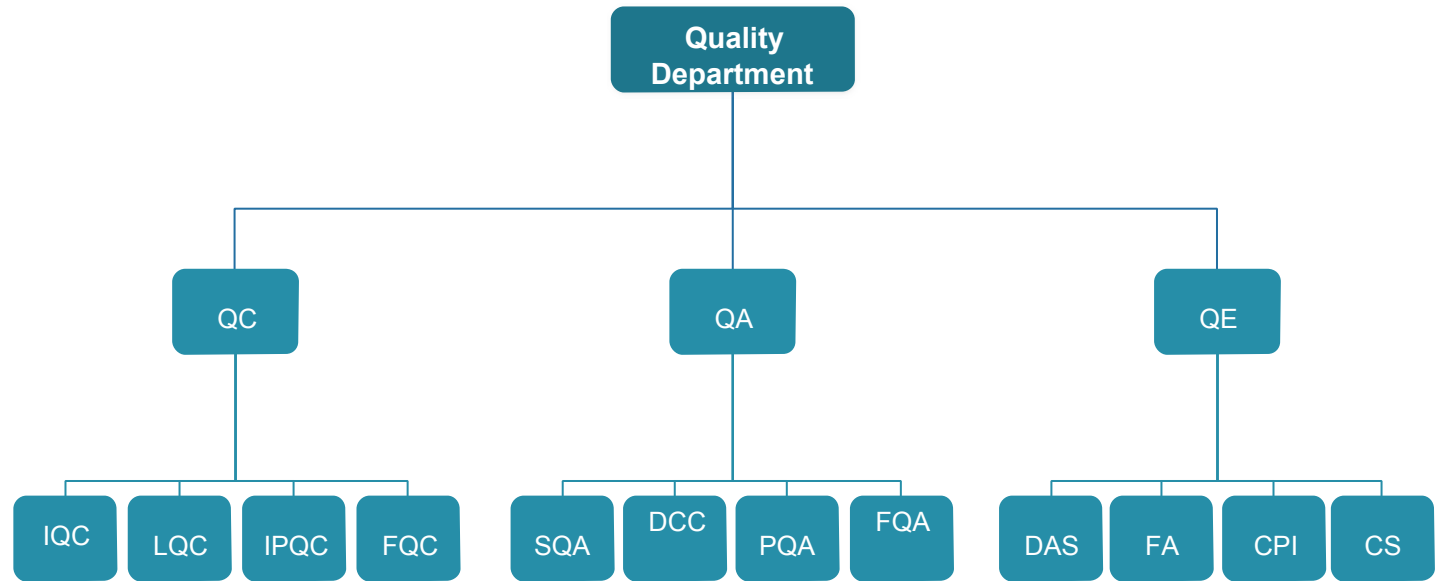 Quality
Department
QC
QA
QE
IQC
LQC
IPQC
FQC
SQA
DCC
PQA
FQA
DAS
FA
CPI
CS